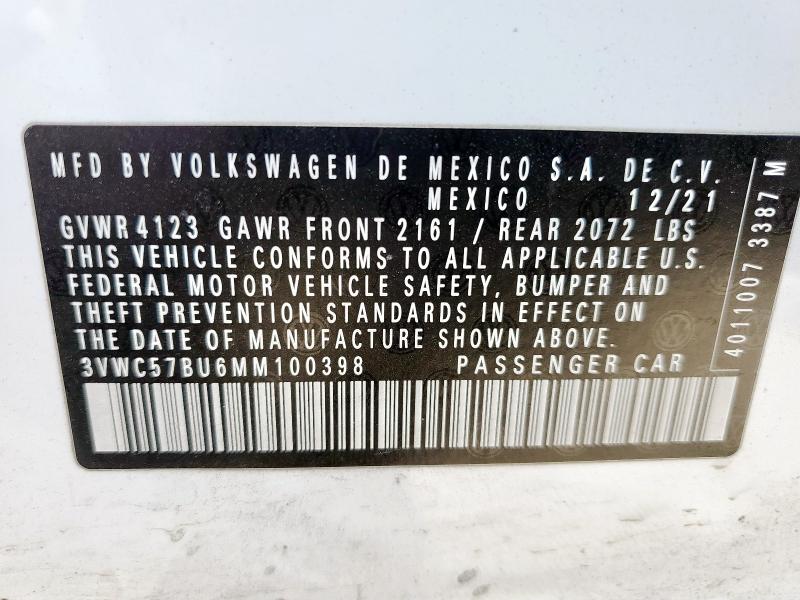 MFD BY VOLKSWAGEN DE MEXICO S.A. DE C.V.
MEXICO 12/21
GVWR 4123 GAWR FRONT 2161 / REAR 2072 LBS
THIS VEHICLE CONFORMS TO ALL APPLICABLE U.S.
FEDERAL MOTOR VEHICLE SAFETY, BUMPER AND
THEFT PREVENTION STANDARDS IN EFFECT ON
THE DATE OF MANUFACTURE SHOWN ABOVE.
3VWC57BU6MM100398 PASSENGER CAR
4011007 3387 M